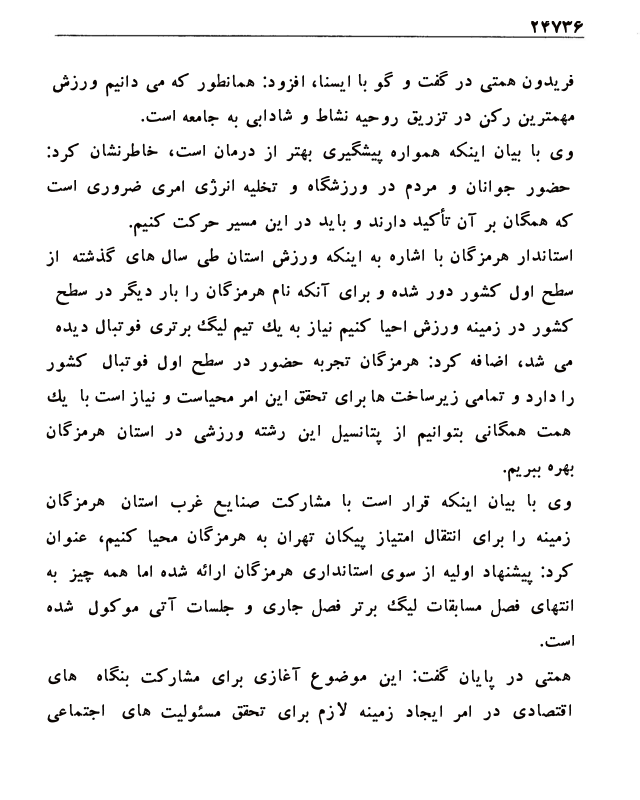 ۲۴۷۳۶
فریدون همتی در گفت و گو با ایسنا، افزود: همانطور که می دانیم ورزش
مهمترین رکن در تزریق روحیه نشاط و شادابی به جامعه است.
وی با بیان اینکه همواره پیشگیری بهتر از درمان است، خاطرنشان کرد:
حضور جوانان و مردم در ورزشگاه و تخلیه انرژی امری ضروری است
که همگان بر آن تأکید دارند و باید در این مسیر حرکت کنیم.
استاندار هرمزگان با اشاره به اینکه ورزش استان طی سال های گذشته از
سطح اول کشور دور شده و برای آنکه نام هرمزگان را بار دیگر در سطح
کشور در زمینه ورزش احیا کنیم نیاز به یك تیم لیگ برتری فوتبال دیده
می شد، اضافه کرد: هرمزگان تجربه حضور در سطح اول فوتبال کشور
را دارد و تمامی زیرساخت ها برای تحقق این امر محیاست و نیاز است با یك
همت همگانی بتوانیم از پتانسیل این رشته ورزشی در استان هرمزگان
بهره ببریم.
وی با بیان اینکه قرار است با مشارکت صنایع غرب استان هرمزگان
زمینه را برای انتقال امتیاز پیکان تهران به هرمزگان محیا کنیم، عنوان
کرد: پیشنهاد اولیه از سوی استانداری هرمزگان ارائه شده اما همه چیز به
انتهای فصل مسابقات لیگ برتر فصل جاری و جلسات آتی موکول شده
است.
همتی در پایان گفت: این موضوع آغازی برای مشارکت بنگاه های
اقتصادی در امر ایجاد زمینه لازم برای تحقق مسئولیت های اجتماعی